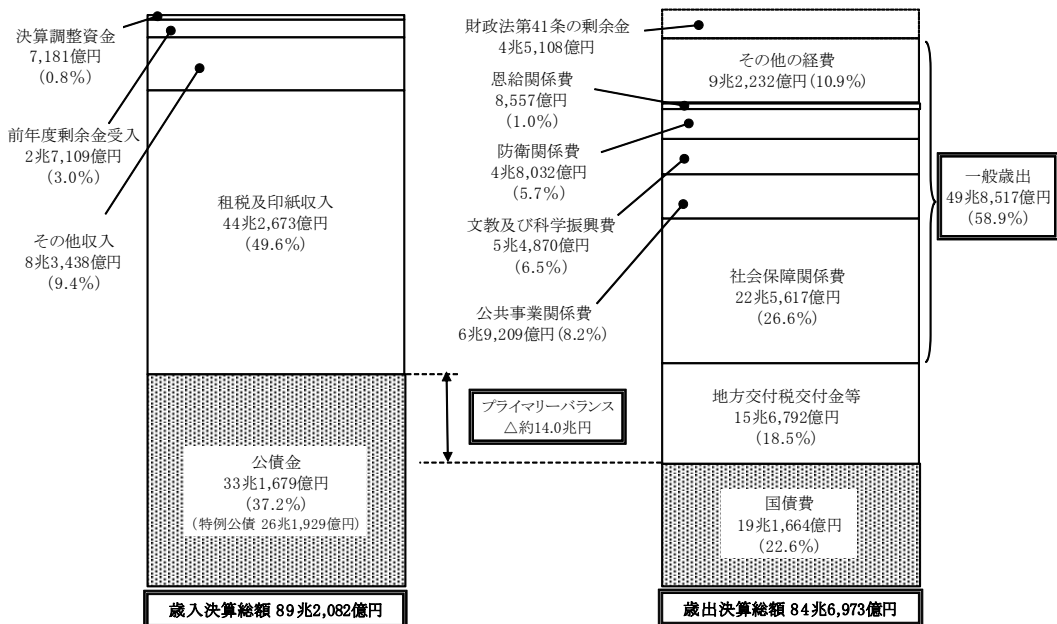 決算調整資金
7,181億円
(0.8%)
前年度剰余金受入
2兆7,109億円
(3.0%)
その他収入
8兆3,438億円
(9.4%)
租税及印紙収入
44兆2,673億円
(49.6%)
公債金
33兆1,679億円
(37.2%)
(特例公債 26兆1,929億円)
歳入決算総額 89兆2,082億円
プライマリーバランス
△約14.0兆円
財政法第41条の剰余金
4兆5,108億円
その他の経費
9兆2,232億円(10.9%)
恩給関係費
8,557億円
(1.0%)
防衛関係費
4兆8,032億円
(5.7%)
文教及び科学振興費
5兆4,870億円
(6.5%)
公共事業関係費
6兆9,209億円(8.2%)
社会保障関係費
22兆5,617億円
(26.6%)
一般歳出
49兆8,517億円
(58.9%)
地方交付税交付金等
15兆6,792億円
(18.5%)
国債費
19兆1,664億円
(22.6%)
歳出決算総額 84兆6,973億円